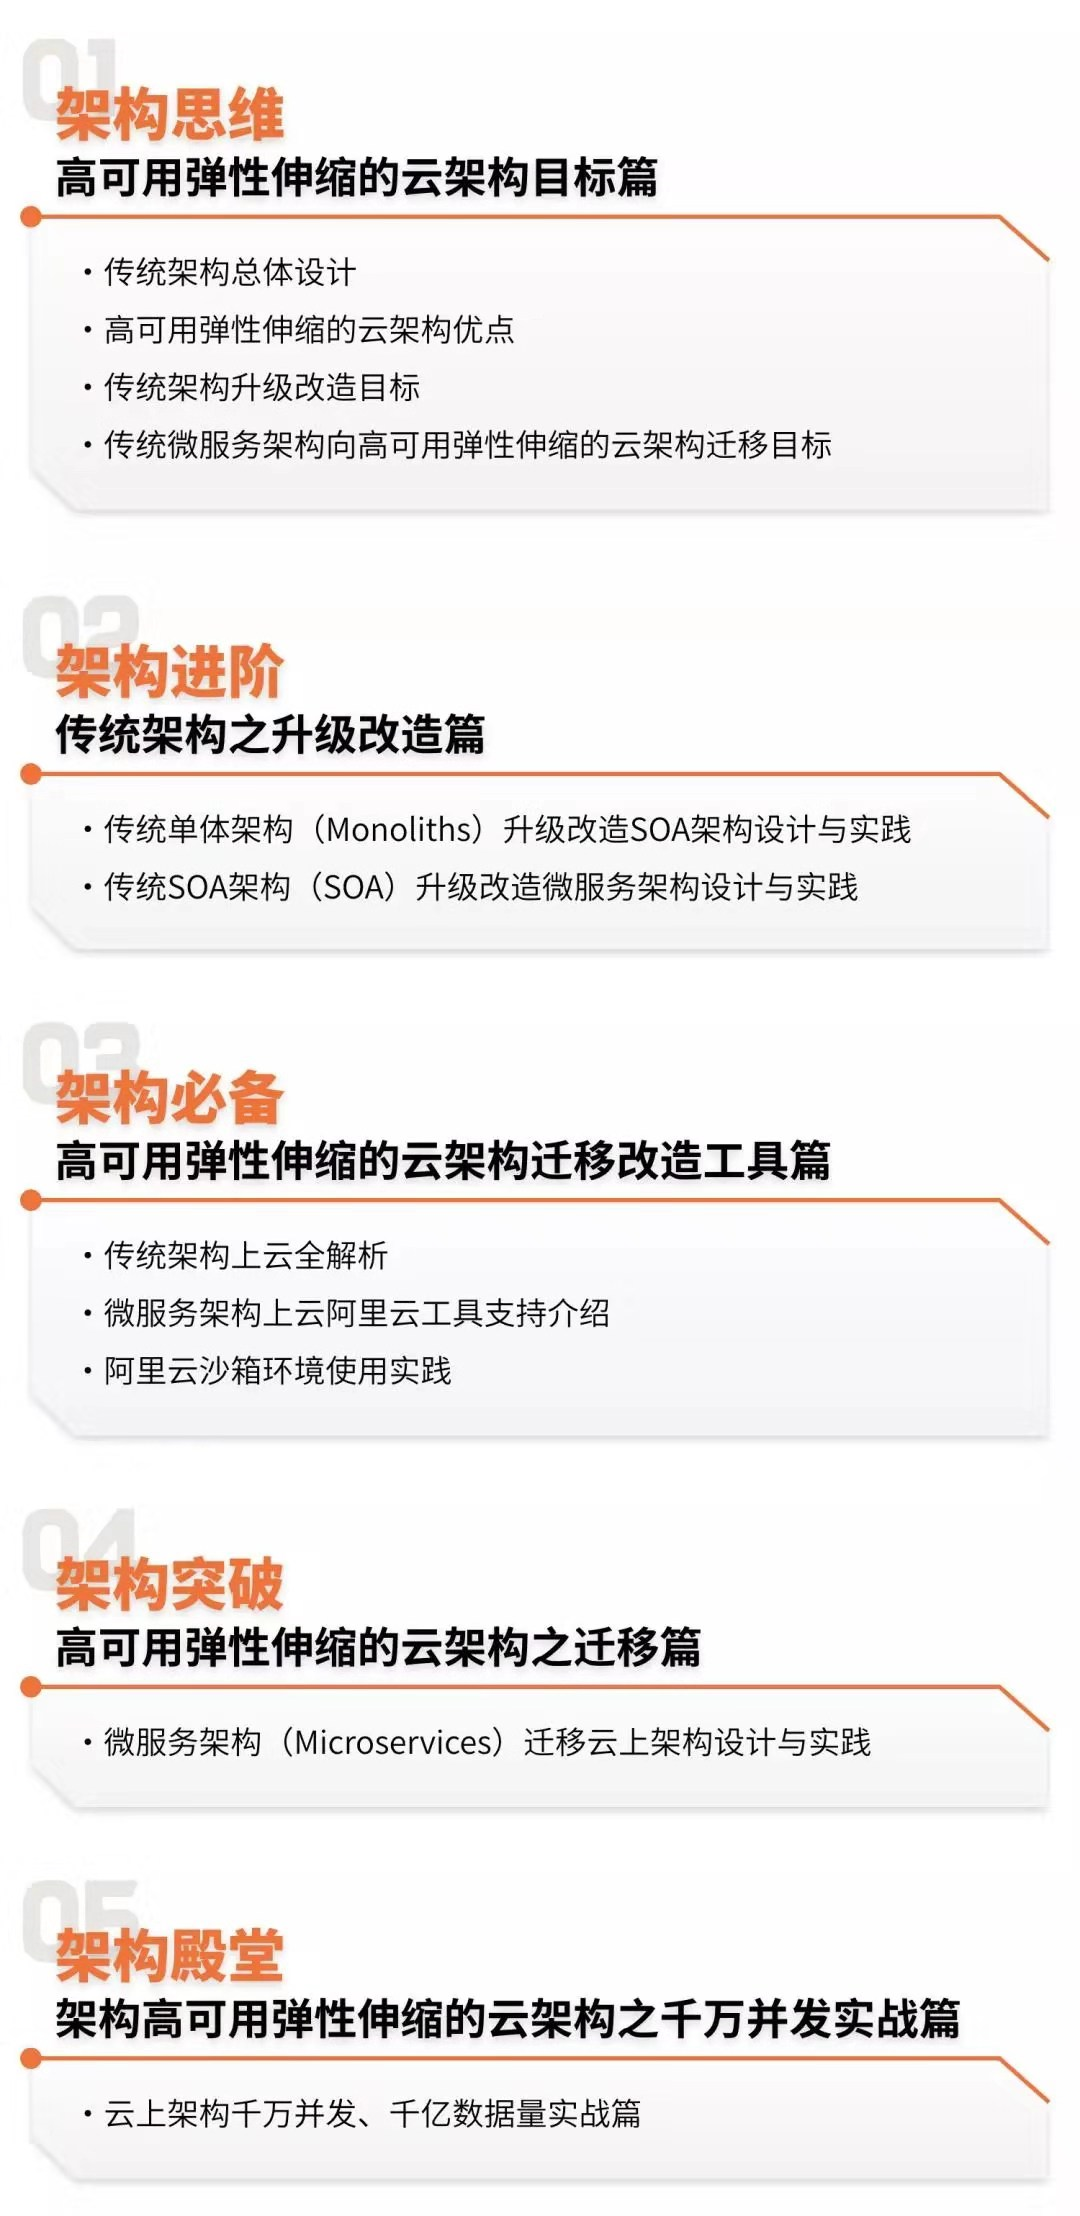 01
架构思维
高可用弹性伸缩的云架构目标篇
·传统架构总体设计
·高可用弹性伸缩的云架构优点
·传统架构升级改造目标
·传统微服务架构向高可用弹性伸缩的云架构迁移目标
02
架构进阶
传统架构之升级改造篇
·传统单体架构（Monoliths）升级改造SOA架构设计与实践
·传统SOA架构（SOA）升级改造微服务架构设计与实践
03
架构必备
高可用弹性伸缩的云架构迁移改造工具篇
·传统架构上云全解析
·微服务架构上云阿里云工具支持介绍
·阿里云沙箱环境使用实践
04
架构突破
高可用弹性伸缩的云架构之迁移篇
·微服务架构（Microservices）迁移云上架构设计与实践
05
架构殿堂
架构高可用弹性伸缩的云架构之千万并发实战篇
·云上架构千万并发、千亿数据量实战篇